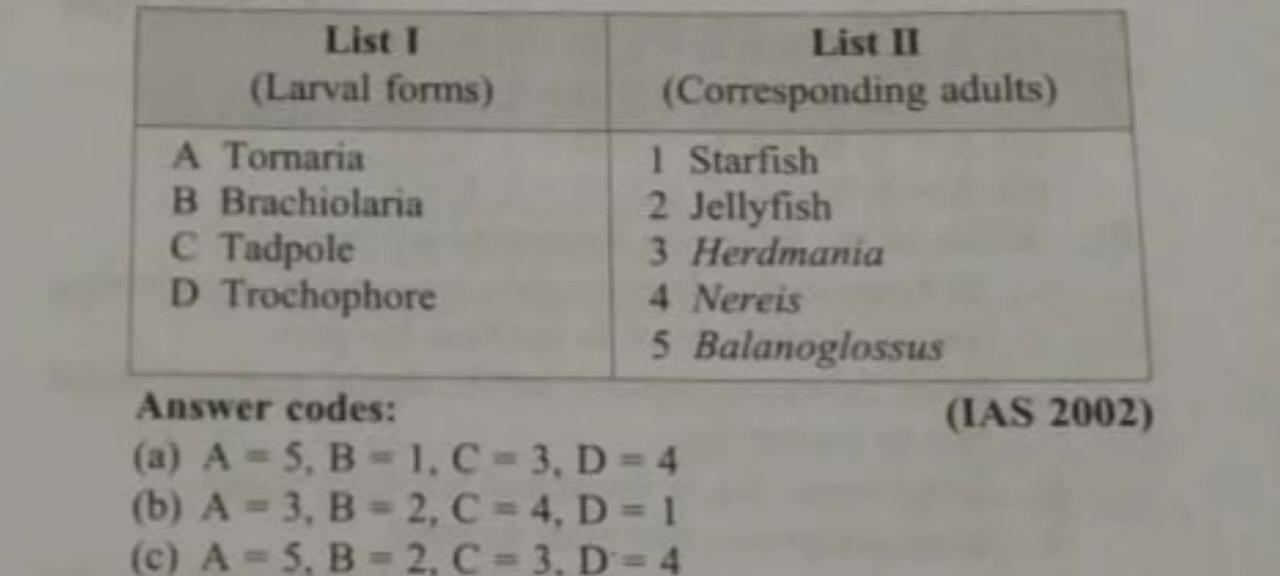 List I List II
(Larval forms) (Corresponding adults)
A Tornaria 1 Starfish
B Brachiolaria 2 Jellyfish
C Tadpole 3 Herdmania
D Trochophore 4 Nereis
5 Balanoglossus
Answer codes: (IAS 2002)
(a) A = 5, B = 1, C = 3, D = 4
(b) A = 3, B = 2, C = 4, D = 1
(c) A = 5, B = 2, C = 3, D = 4